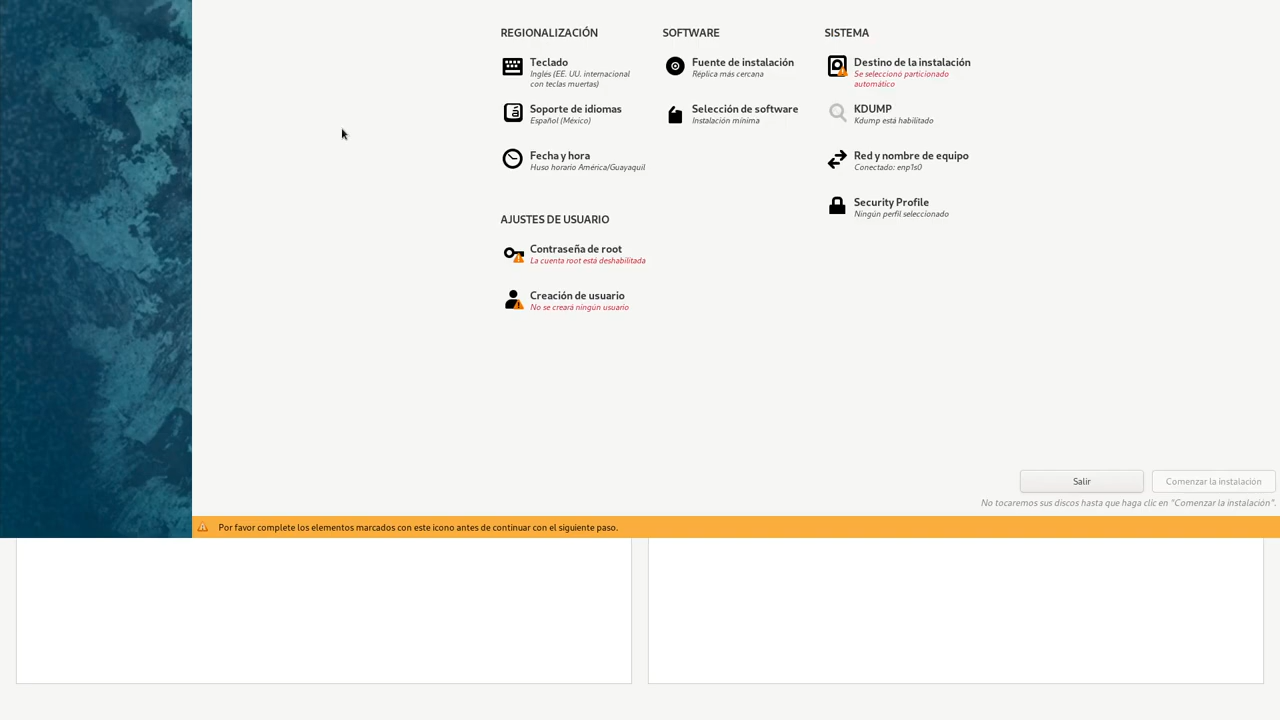 REGIONALIZACIÓN
Teclado
Inglés (EE. UU. internacional
con teclas muertas)
Soporte de idiomas
Español (México)
Fecha y hora
Huso horario América/Guayaquil
AJUSTES DE USUARIO
Contraseña de root
La cuenta root está deshabilitada
Creación de usuario
No se creará ningún usuario
SOFTWARE
Fuente de instalación
Réplica más cercana
Selección de software
Instalación mínima
SISTEMA
Destino de la instalación
Se seleccionó particionado
automático
KDUMP
Kdump está habilitado
Red y nombre de equipo
Conectado: enp1s0
Security Profile
Ningún perfil seleccionado
Salir
Comenzar la instalación
No tocaremos sus discos hasta que haga clic en "Comenzar la instalación".
Por favor complete los elementos marcados con este icono antes de continuar con el siguiente paso.